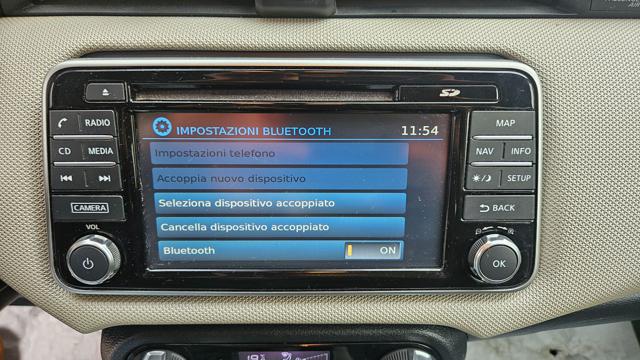 SD
RADIO
CD MEDIA
CAMERA
VOL
IMPOSTAZIONI BLUETOOTH 11:54
Impostazioni telefono
Accoppia nuovo dispositivo
Seleziona dispositivo accoppiato
Cancella dispositivo accoppiato
Bluetooth ON
MAP
NAV INFO
SETUP
BACK
OK